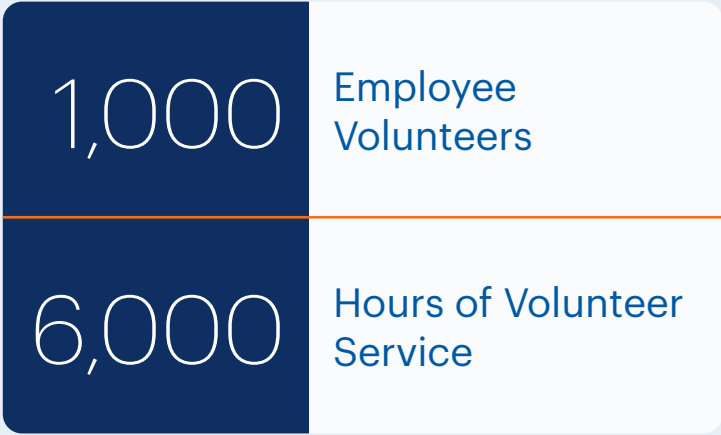 1,000
Employee
Volunteers
6,000
Hours of Volunteer
Service